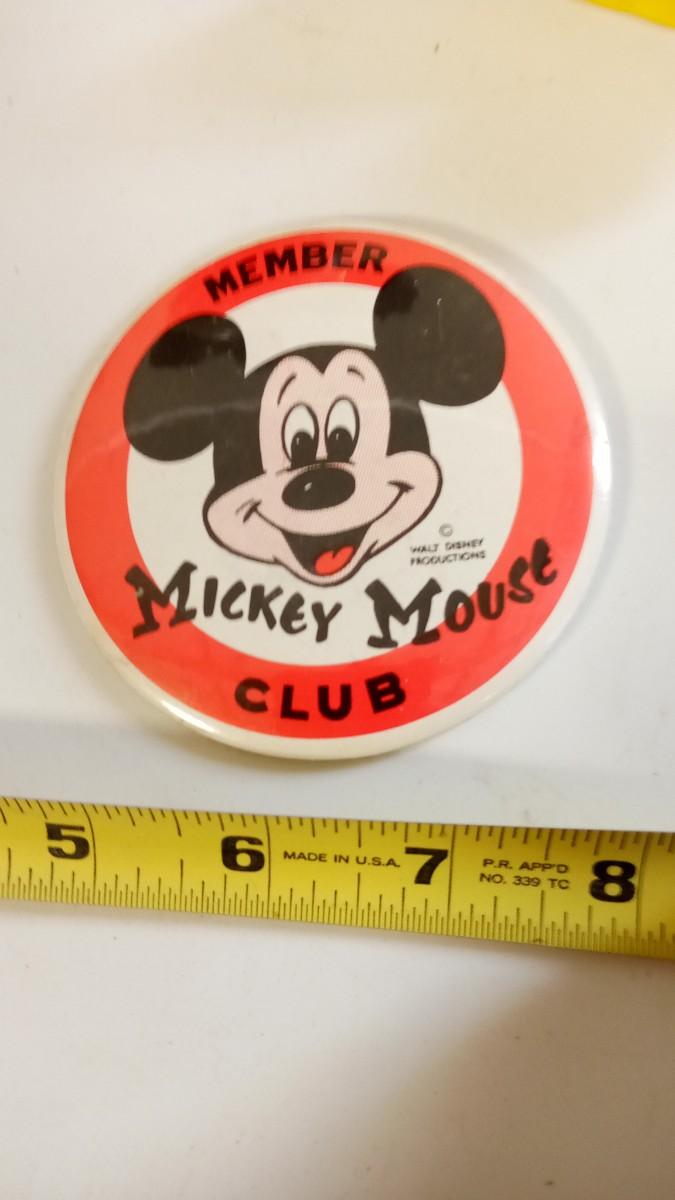 MEMBER
©
WALT DISNEY
PRODUCTIONS
MICKEY MOUSE
CLUB
5 6 MADE IN U.S.A. 7 P.R. APP'D 8
NO. 339 TC